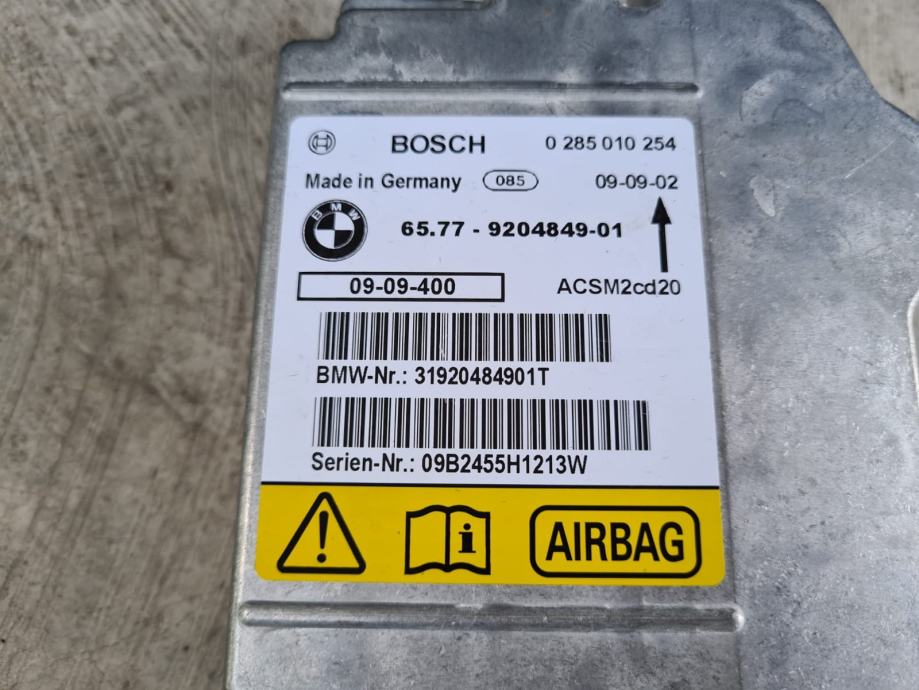 BOSCH 0 285 010 254
Made in Germany 085 09-09-02
BMW 65.77 - 9204849-01
09-09-400 ACSM2cd20
BMW-Nr.: 31920484901T
Serien-Nr.: 09B2455H1213W
i AIRBAG